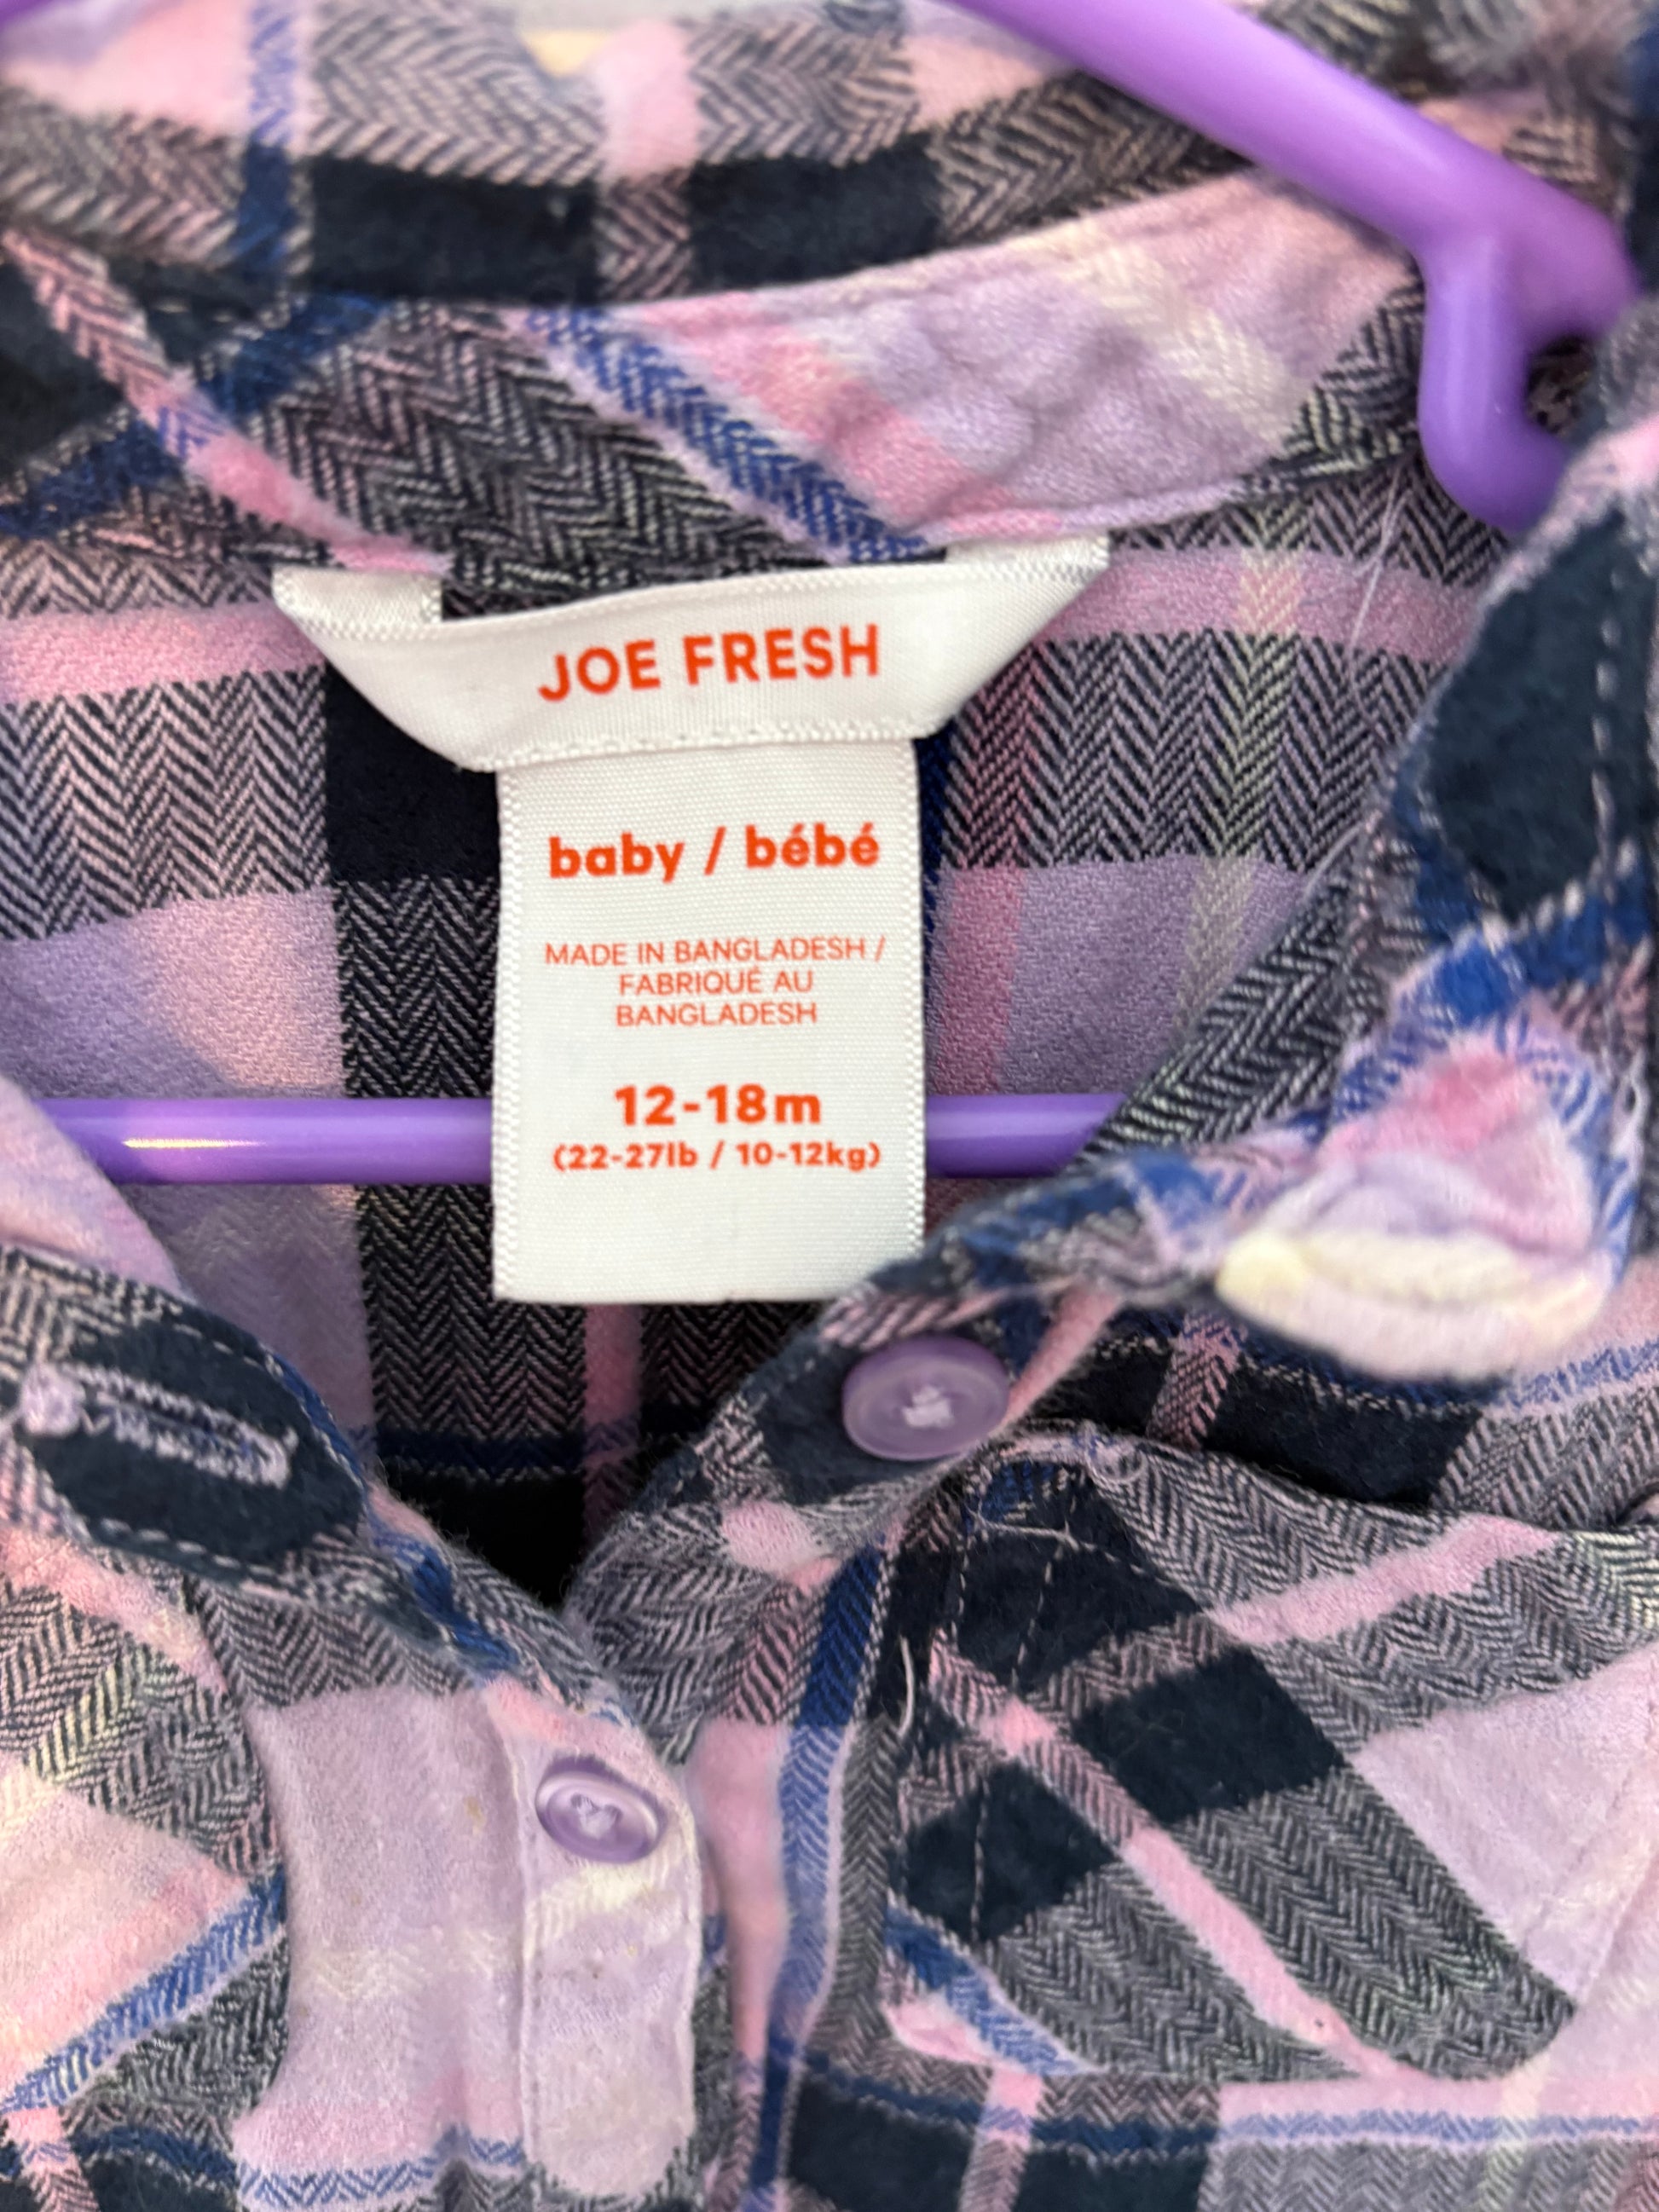 JOE FRESH
baby / bébé
MADE IN BANGLADESH /
FABRIQUÉ AU
BANGLADESH
12-18m
(22-27lb / 10-12kg)